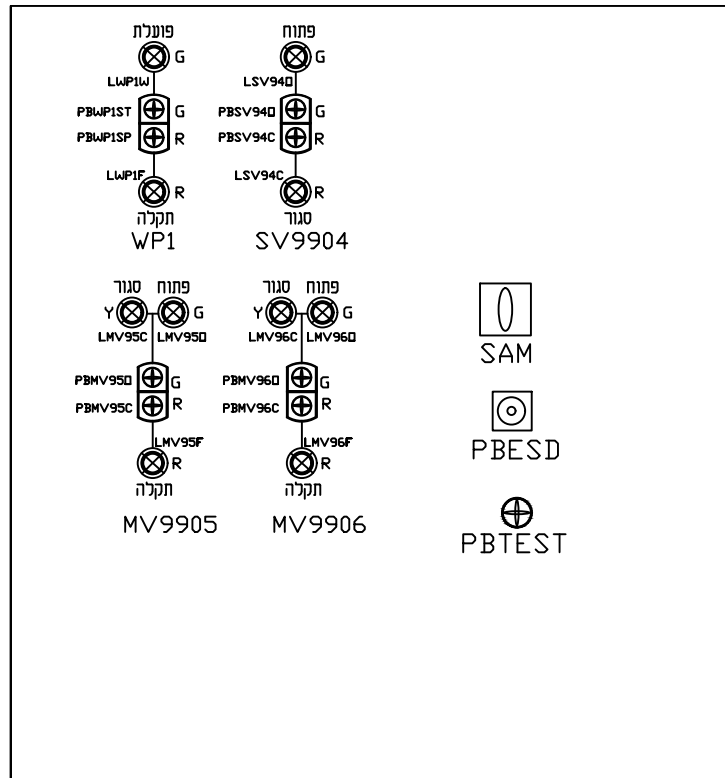 פועלת
G
LWP1W
PBWP1ST G
PBWP1SP R
LWP1F
R
תקלה
WP1
פתוח
G
LSV94O
PBSV94O G
PBSV94C R
LSV94C
R
סגור
SV9904
סגור פתוח
Y G
LMV95C LMV95O
PBMV95O G
PBMV95C R
LMV95F
R
תקלה
MV9905
סגור פתוח
Y G
LMV96C LMV96O
PBMV96O G
PBMV96C R
LMV96F
R
תקלה
MV9906
SAM
PBESD
PBTEST